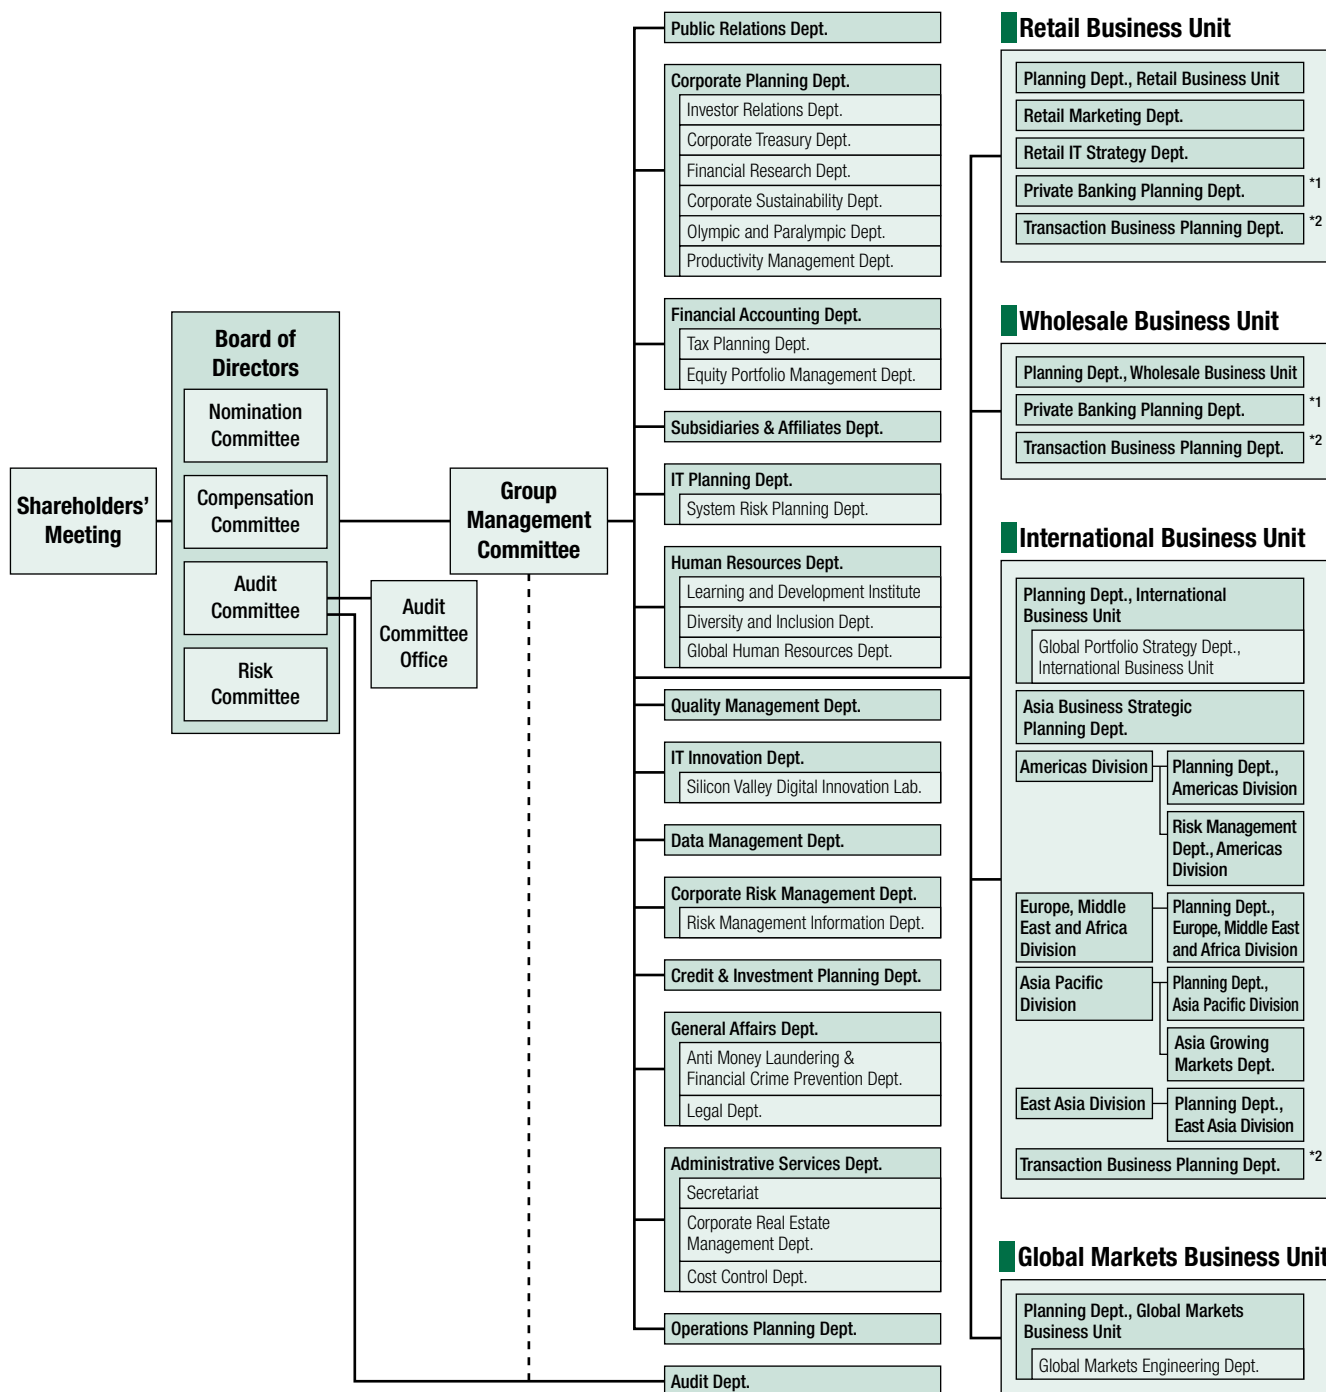 Shareholders'
Meeting
Board of
Directors
Nomination
Committee
Compensation
Committee
Audit
Committee
Risk
Committee
Audit
Committee
Office
Group
Management
Committee
Public Relations Dept.
Corporate Planning Dept.
Investor Relations Dept.
Corporate Treasury Dept.
Financial Research Dept.
Corporate Sustainability Dept.
Olympic and Paralympic Dept.
Productivity Management Dept.
Financial Accounting Dept.
Tax Planning Dept.
Equity Portfolio Management Dept.
Subsidiaries & Affiliates Dept.
IT Planning Dept.
System Risk Planning Dept.
Human Resources Dept.
Learning and Development Institute
Diversity and Inclusion Dept.
Global Human Resources Dept.
Quality Management Dept.
IT Innovation Dept.
Silicon Valley Digital Innovation Lab.
Data Management Dept.
Corporate Risk Management Dept.
Risk Management Information Dept.
Credit & Investment Planning Dept.
General Affairs Dept.
Anti Money Laundering &
Financial Crime Prevention Dept.
Legal Dept.
Administrative Services Dept.
Secretariat
Corporate Real Estate
Management Dept.
Cost Control Dept.
Operations Planning Dept.
Audit Dept.
Retail Business Unit
Planning Dept., Retail Business Unit
Retail Marketing Dept.
Retail IT Strategy Dept.
Private Banking Planning Dept. *1
Transaction Business Planning Dept. *2
Wholesale Business Unit
Planning Dept., Wholesale Business Unit
Private Banking Planning Dept. *1
Transaction Business Planning Dept. *2
International Business Unit
Planning Dept., International
Business Unit
Global Portfolio Strategy Dept.,
International Business Unit
Asia Business Strategic
Planning Dept.
Americas Division
Planning Dept.,
Americas Division
Risk Management
Dept., Americas
Division
Europe, Middle
East and Africa
Division
Planning Dept.,
Europe, Middle East
and Africa Division
Asia Pacific
Division
Planning Dept.,
Asia Pacific Division
Asia Growing
Markets Dept.
East Asia Division
Planning Dept.,
East Asia Division
Transaction Business Planning Dept. *2
Global Markets Business Unit
Planning Dept., Global Markets
Business Unit
Global Markets Engineering Dept.